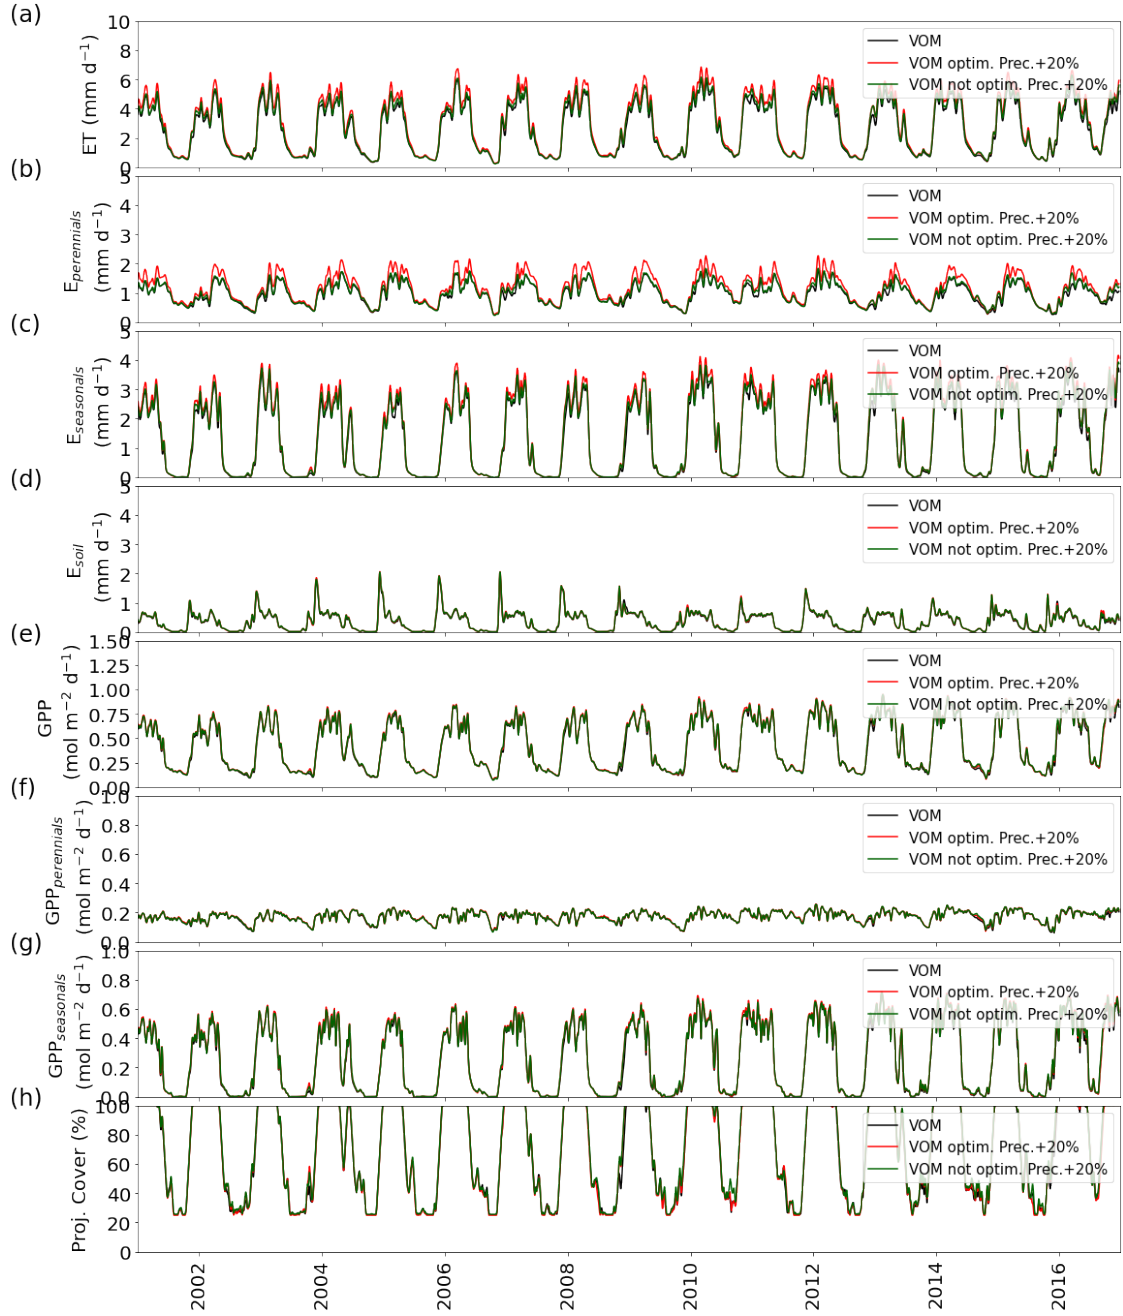 (a)
10
8
6
4
2
0
ET (mm d⁻¹)
VOM
VOM optim. Prec.+20%
VOM not optim. Prec.+20%
(b)
5
4
3
2
1
0
E_perennials
(mm d⁻¹)
VOM
VOM optim. Prec.+20%
VOM not optim. Prec.+20%
(c)
5
4
3
2
1
0
E_seasonals
(mm d⁻¹)
VOM
VOM optim. Prec.+20%
VOM not optim. Prec.+20%
(d)
5
4
3
2
1
0
E_soil
(mm d⁻¹)
VOM
VOM optim. Prec.+20%
VOM not optim. Prec.+20%
(e)
1.50
1.25
1.00
0.75
0.50
0.25
0.00
GPP
(mol m⁻² d⁻¹)
VOM
VOM optim. Prec.+20%
VOM not optim. Prec.+20%
(f)
1.0
0.8
0.6
0.4
0.2
0.0
GPP_perennials
(mol m⁻² d⁻¹)
VOM
VOM optim. Prec.+20%
VOM not optim. Prec.+20%
(g)
1.0
0.8
0.6
0.4
0.2
0.0
GPP_seasonals
(mol m⁻² d⁻¹)
VOM
VOM optim. Prec.+20%
VOM not optim. Prec.+20%
(h)
100
80
60
40
20
0
Proj. Cover (%)
VOM
VOM optim. Prec.+20%
VOM not optim. Prec.+20%
2002
2004
2006
2008
2010
2012
2014
2016